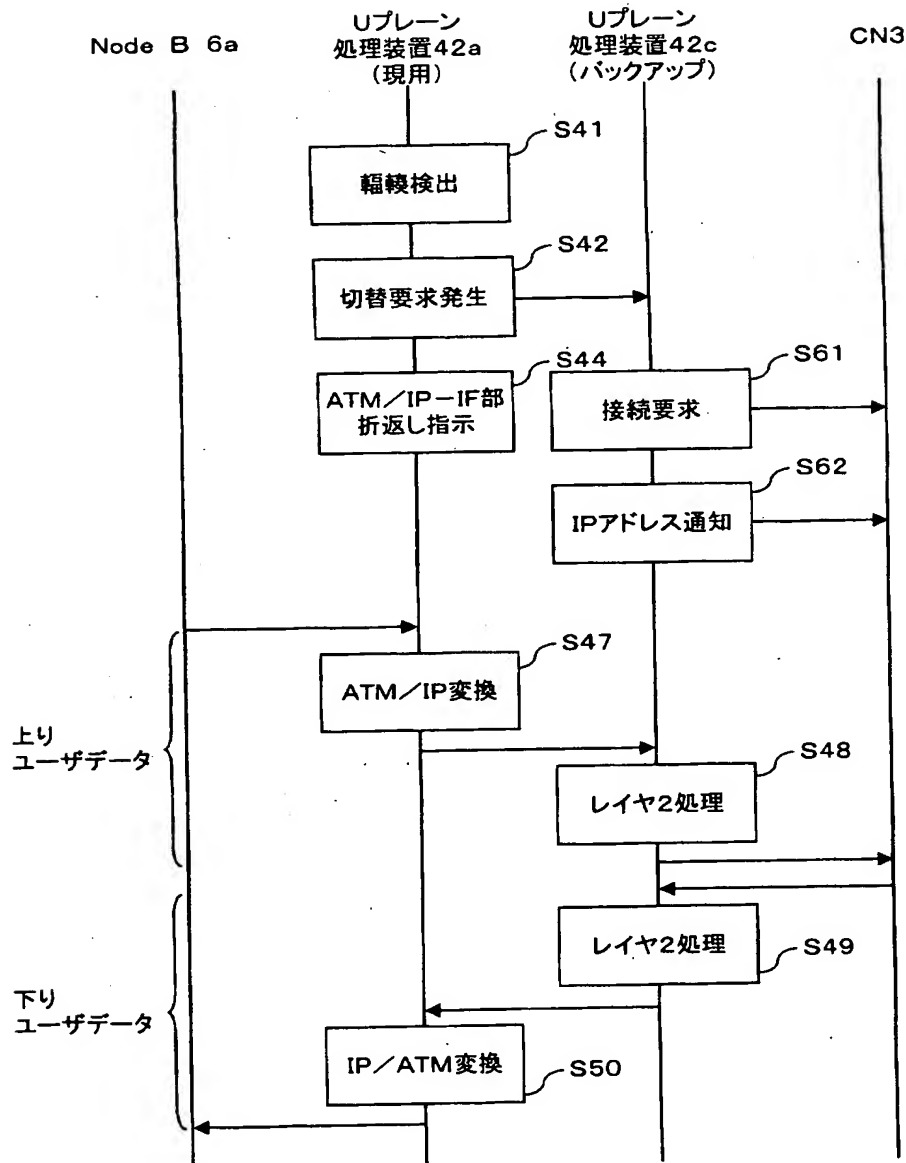 Node B 6a
Uプレーン
処理装置42a
(現用)
Uプレーン
処理装置42c
(バックアップ)
CN3
S41
輻輳検出
S42
切替要求発生
S44
ATM/IP-IF部
折返し指示
S61
接続要求
S62
IPアドレス通知
S47
ATM/IP変換
上り
ユーザデータ
S48
レイヤ2処理
レイヤ2処理
S49
下り
ユーザデータ
IP/ATM変換
S50